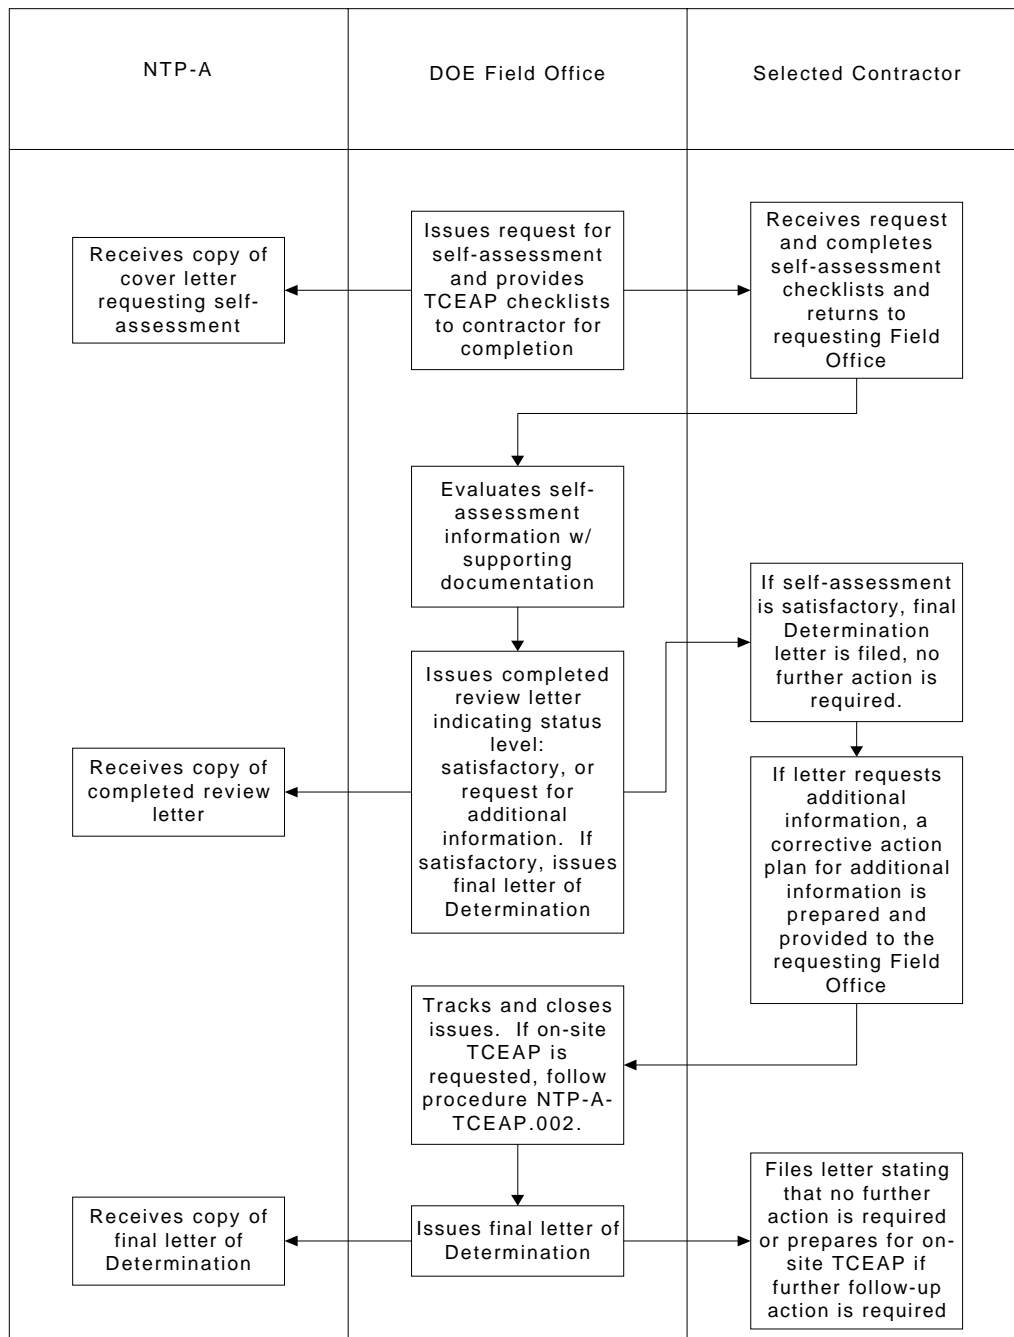 NTP-A
DOE Field Office
Selected Contractor
Receives copy of
cover letter
requesting self-
assessment
Issues request for
self-assessment
and provides
TCEAP checklists
to contractor for
completion
Receives request
and completes
self-assessment
checklists and
returns to
requesting Field
Office
Evaluates self-
assessment
information w/
supporting
documentation
If self-assessment
is satisfactory, final
Determination
letter is filed, no
further action is
required.
Issues completed
review letter
indicating status
level:
satisfactory, or
request for
additional
information.  If
satisfactory, issues
final letter of
Determination
Receives copy of
completed review
letter
If letter requests
additional
information, a
corrective action
plan for additional
information is
prepared and
provided to the
requesting Field
Office
Tracks and closes
issues.  If on-site
TCEAP is
requested, follow
procedure NTP-A-
TCEAP.002.
Receives copy of
final letter of
Determination
Issues final letter of
Determination
Files letter stating
that no further
action is required
or prepares for on-
site TCEAP if
further follow-up
action is required